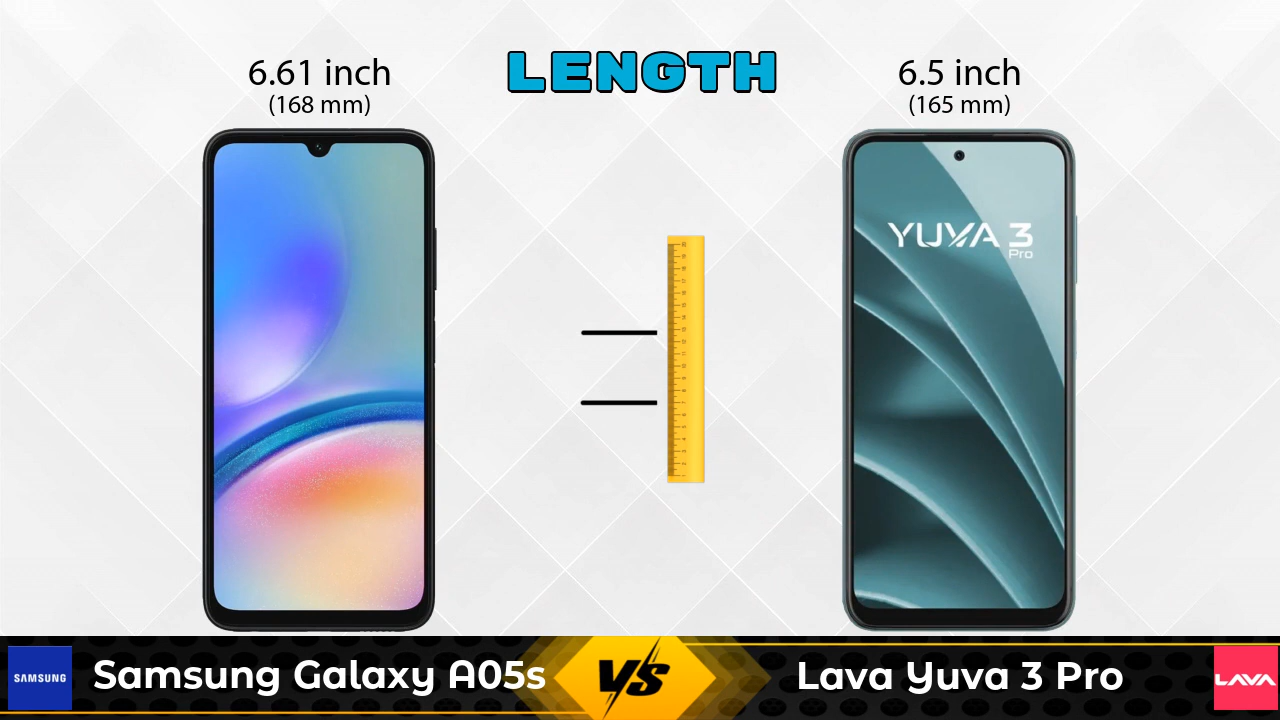 LENGTH
6.61 inch
(168 mm)
6.5 inch
(165 mm)
YUVA 3
Pro
SAMSUNG
Samsung Galaxy A05s
VS
Lava Yuva 3 Pro
LAVA